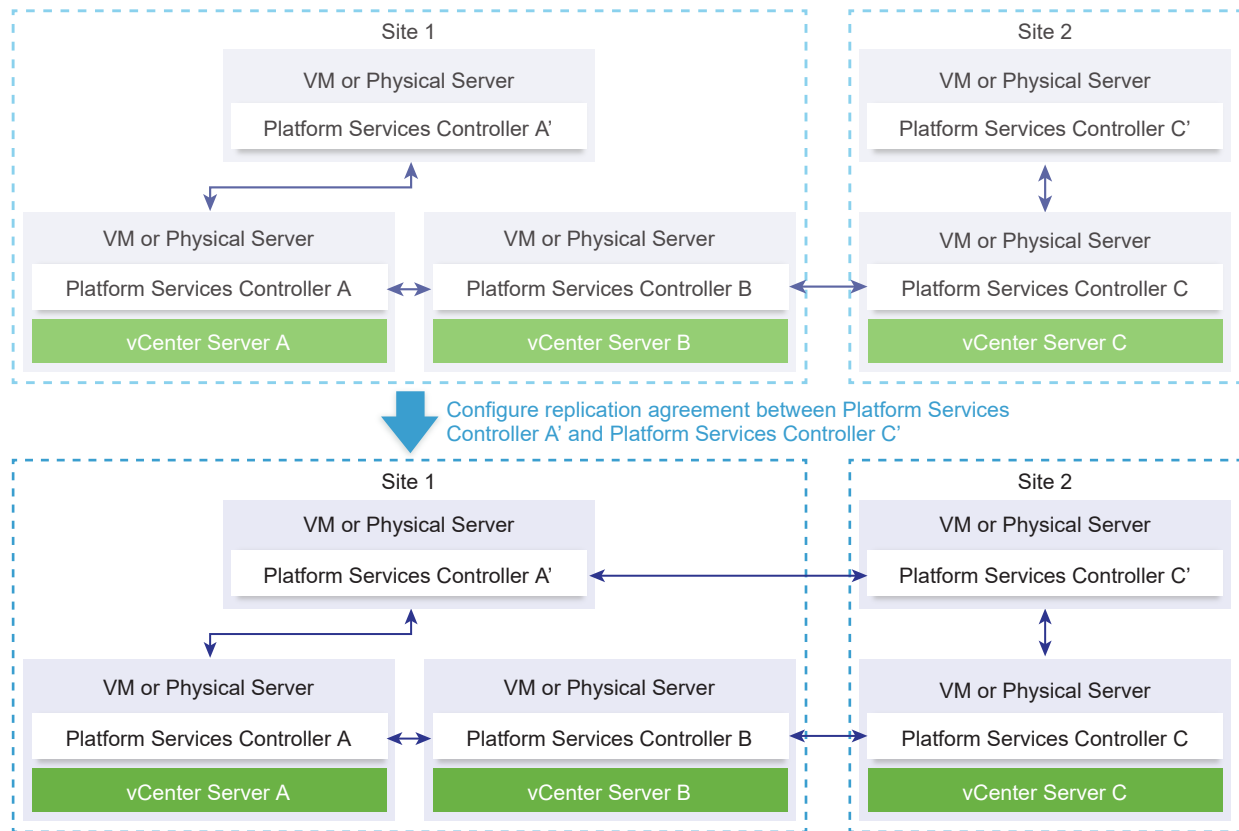 Site 1
VM or Physical Server
Platform Services Controller A’
VM or Physical Server
Platform Services Controller A
vCenter Server A
VM or Physical Server
Platform Services Controller B
vCenter Server B
Site 2
VM or Physical Server
Platform Services Controller C’
VM or Physical Server
Platform Services Controller C
vCenter Server C
Configure replication agreement between Platform Services
Controller A’ and Platform Services Controller C’
Site 1
VM or Physical Server
Platform Services Controller A’
VM or Physical Server
Platform Services Controller A
vCenter Server A
VM or Physical Server
Platform Services Controller B
vCenter Server B
Site 2
VM or Physical Server
Platform Services Controller C’
VM or Physical Server
Platform Services Controller C
vCenter Server C